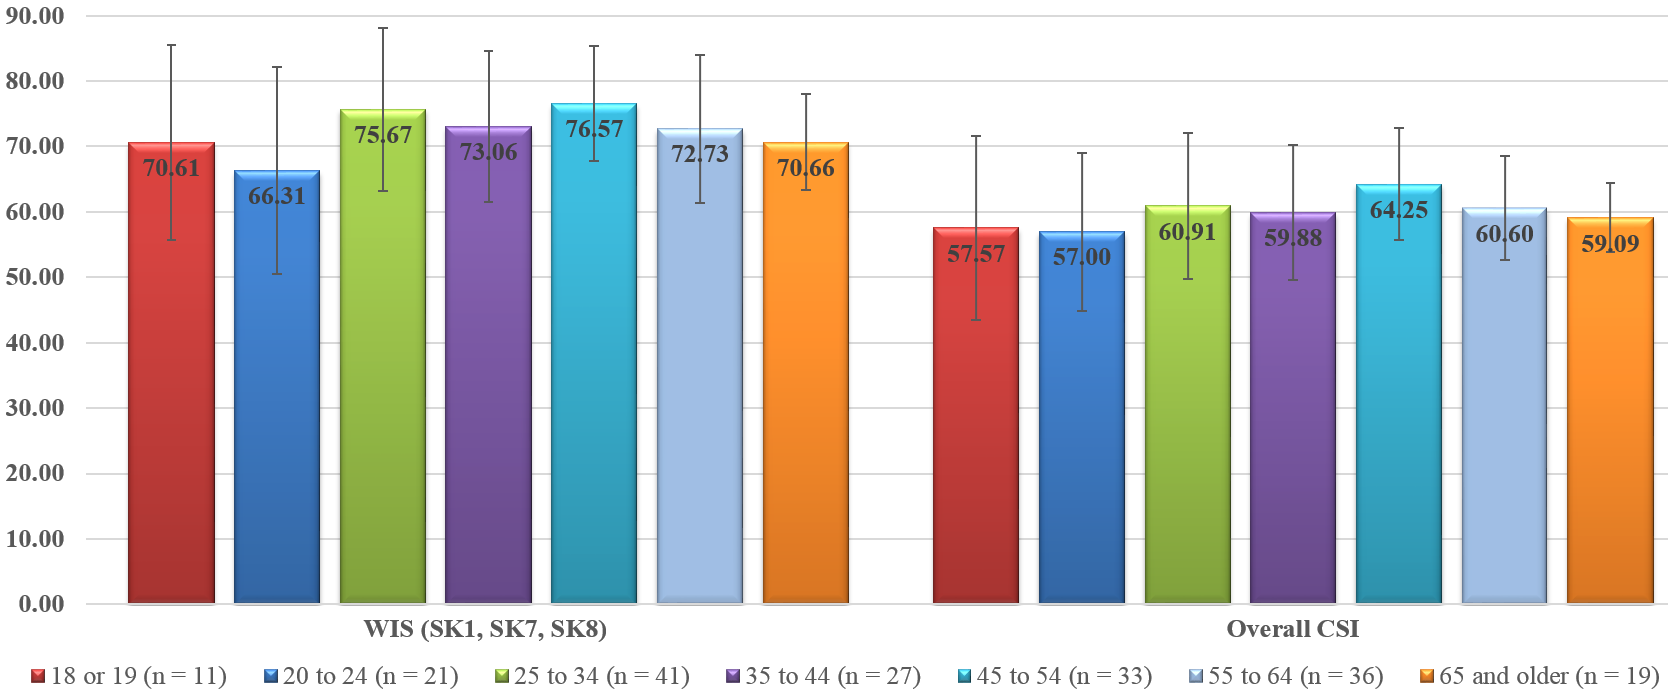 90.00
80.00
70.00
60.00
50.00
40.00
30.00
20.00
10.00
0.00
70.61
66.31
75.67
73.06
76.57
72.73
70.66
57.57
57.00
60.91
59.88
64.25
60.60
59.09
WIS (SK1, SK7, SK8)
Overall CSI
18 or 19 (n = 11)
20 to 24 (n = 21)
25 to 34 (n = 41)
35 to 44 (n = 27)
45 to 54 (n = 33)
55 to 64 (n = 36)
65 and older (n = 19)